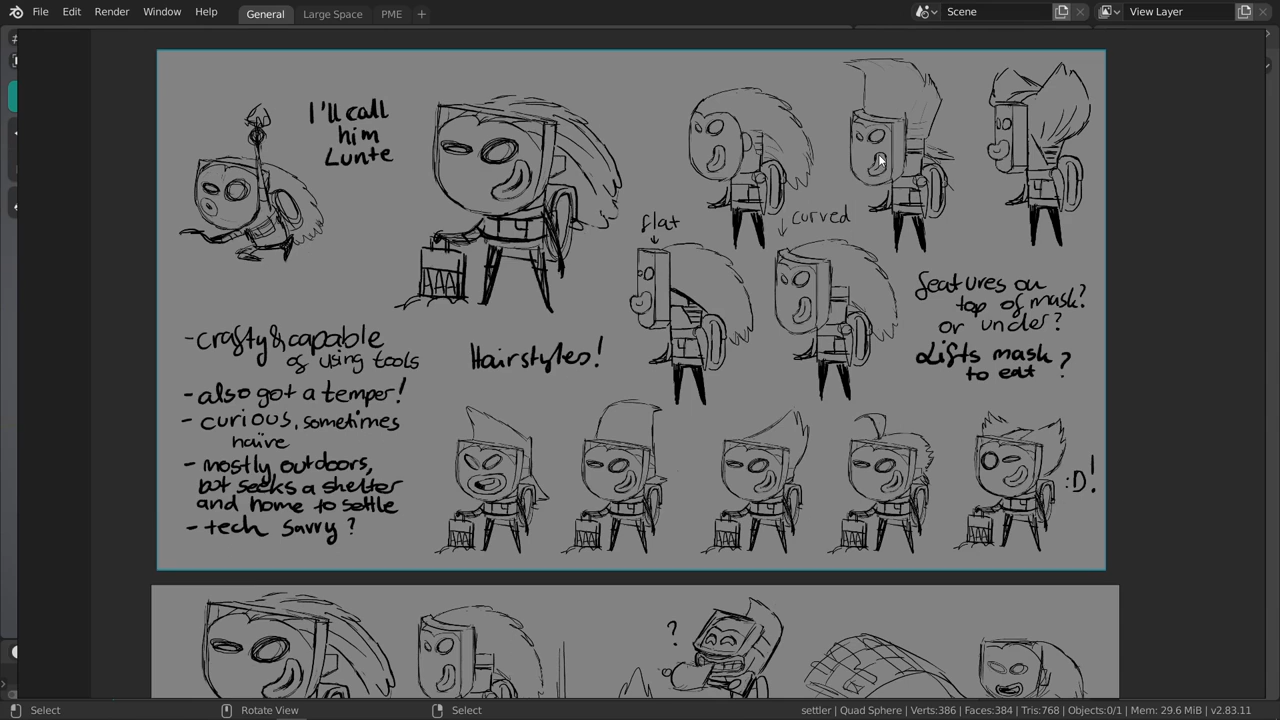 File Edit Render Window Help
General Large Space PME +
Scene
View Layer
I'll call
him
Lunte
flat
curved
features on
top of mask?
or under?
Lifts mask
to eat ?
- crafty & capable
of using tools
Hairstyles!
- also got a temper!
- curious, sometimes
naïve
- mostly outdoors,
but seeks a shelter
and home to settle
- tech savvy ?
:D!
?
Select
Rotate View
Select
settler | Quad Sphere | Verts:386 | Faces:384 | Tris:768 | Objects:0/1 | Mem: 29.6 MiB | v2.83.11